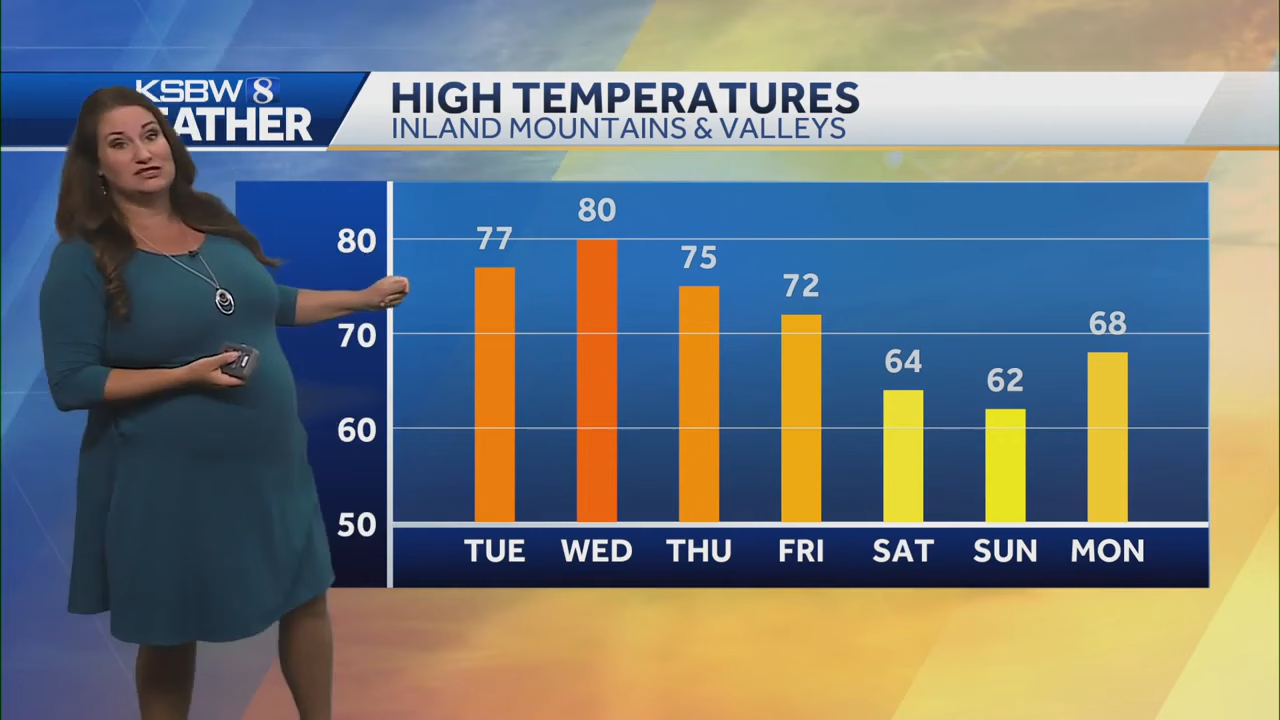 KSBW 8
EATHER
HIGH TEMPERATURES
INLAND MOUNTAINS & VALLEYS
80
70
60
50
77
80
75
72
64
62
68
TUE WED THU FRI SAT SUN MON